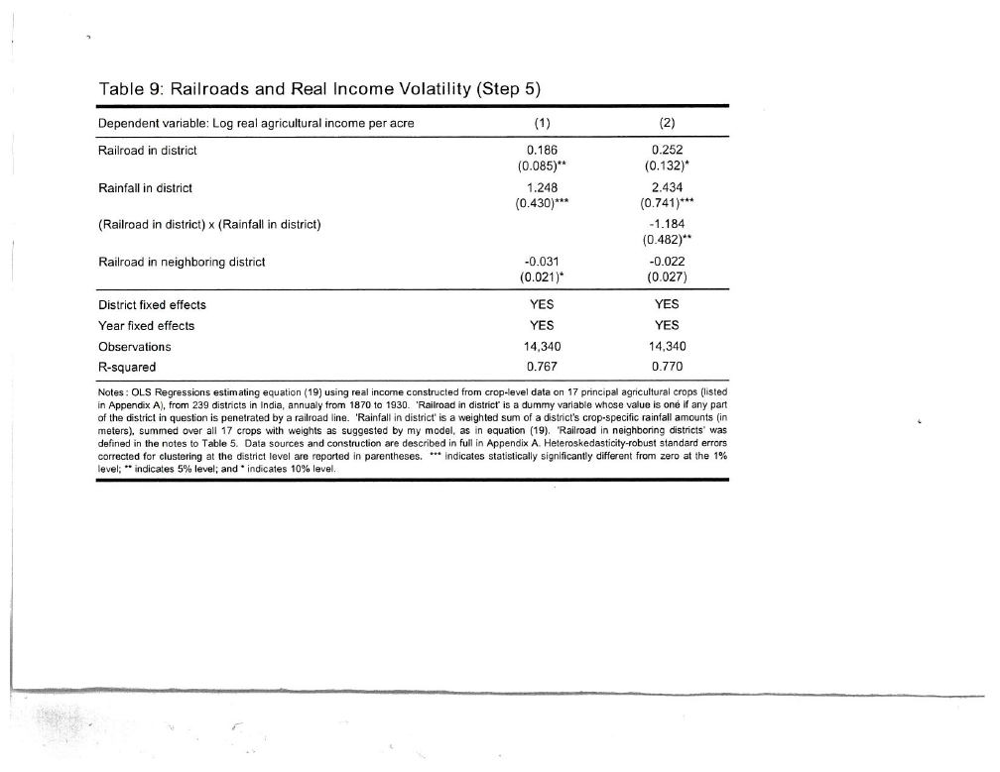 Table 9: Railroads and Real Income Volatility (Step 5)
Dependent variable: Log real agricultural income per acre (1) (2)
Railroad in district 0.186 0.252
(0.085)** (0.132)*
Rainfall in district 1.248 2.434
(0.430)*** (0.741)***
(Railroad in district) x (Rainfall in district) -1.184
(0.482)**
Railroad in neighboring district -0.031 -0.022
(0.021)* (0.027)
District fixed effects YES YES
Year fixed effects YES YES
Observations 14,340 14,340
R-squared 0.767 0.770
Notes: OLS Regressions estimating equation (19) using real income constructed from crop-level data on 17 principal agricultural crops (listed
in Appendix A), from 239 districts in India, annualy from 1870 to 1930. 'Railroad in district' is a dummy variable whose value is one if any part
of the district in question is penetrated by a railroad line. 'Rainfall in district' is a weighted sum of a district's crop-specific rainfall amounts (in
meters), summed over all 17 crops with weights as suggested by my model, as in equation (19). 'Railroad in neighboring districts' was
defined in the notes to Table 5. Data sources and construction are described in full in Appendix A. Heteroskedasticity-robust standard errors
corrected for clustering at the district level are reported in parentheses. *** indicates statistically significantly different from zero at the 1%
level; ** indicates 5% level; and * indicates 10% level.